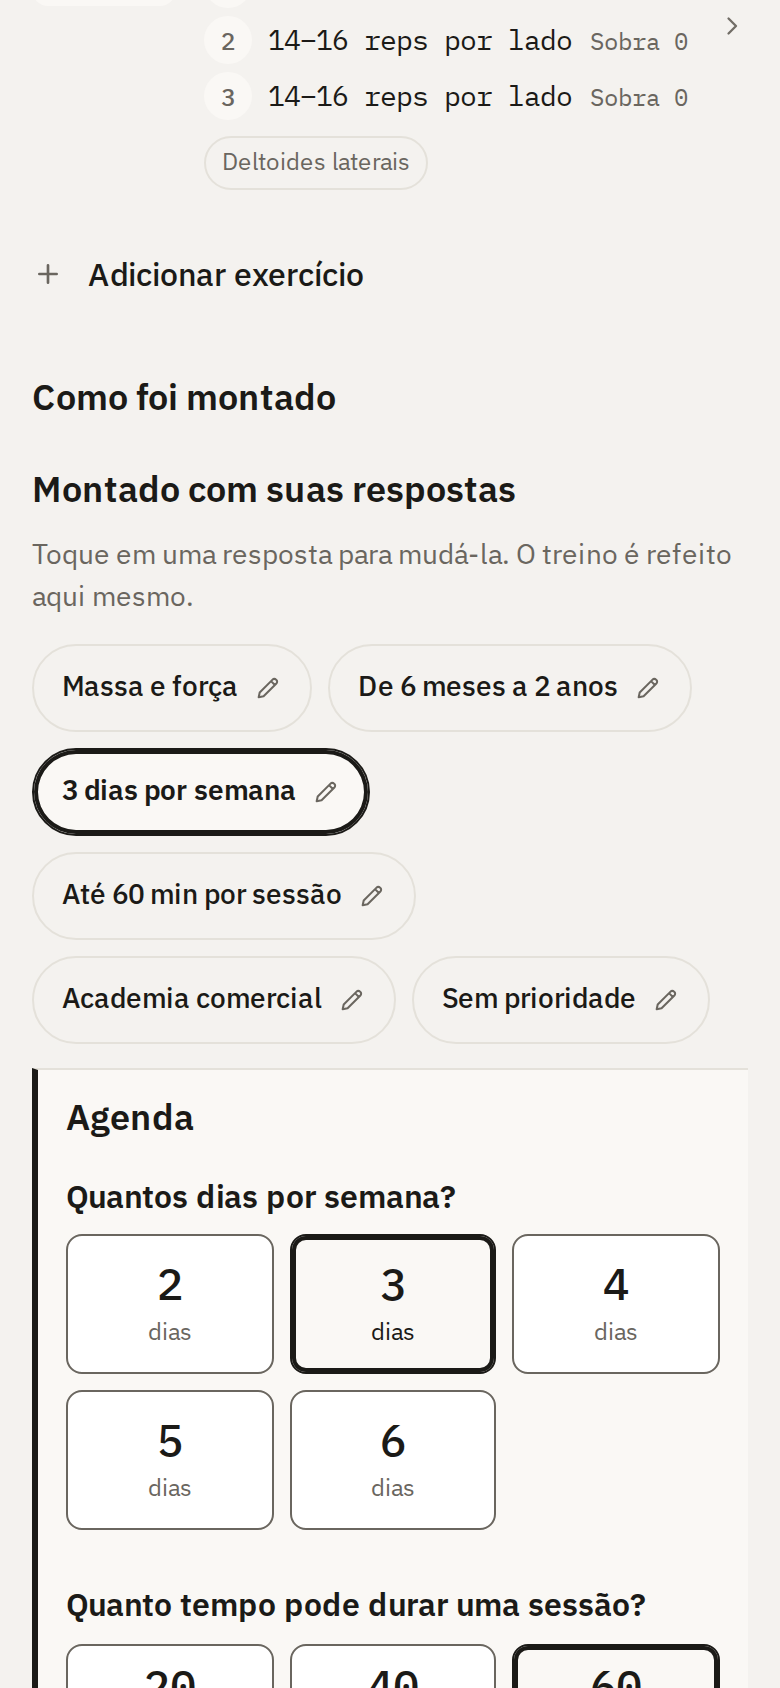 2 14–16 reps por lado Sobra 0
3 14–16 reps por lado Sobra 0
Deltoides laterais
+ Adicionar exercício
Como foi montado
Montado com suas respostas
Toque em uma resposta para mudá-la. O treino é refeito
aqui mesmo.
Massa e força
De 6 meses a 2 anos
3 dias por semana
Até 60 min por sessão
Academia comercial
Sem prioridade
Agenda
Quantos dias por semana?
2 3 4
dias dias dias
5 6
dias dias
Quanto tempo pode durar uma sessão?
20 40 60